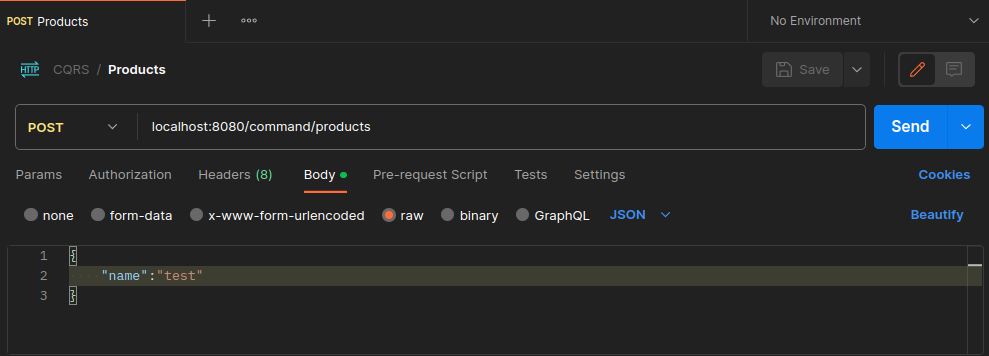 POST Products
No Environment
HTTP CQRS / Products Save
POST localhost:8080/command/products Send
Params Authorization Headers (8) Body Pre-request Script Tests Settings Cookies
none form-data x-www-form-urlencoded raw binary GraphQL JSON Beautify
1 {
2 "name":"test"
3 }